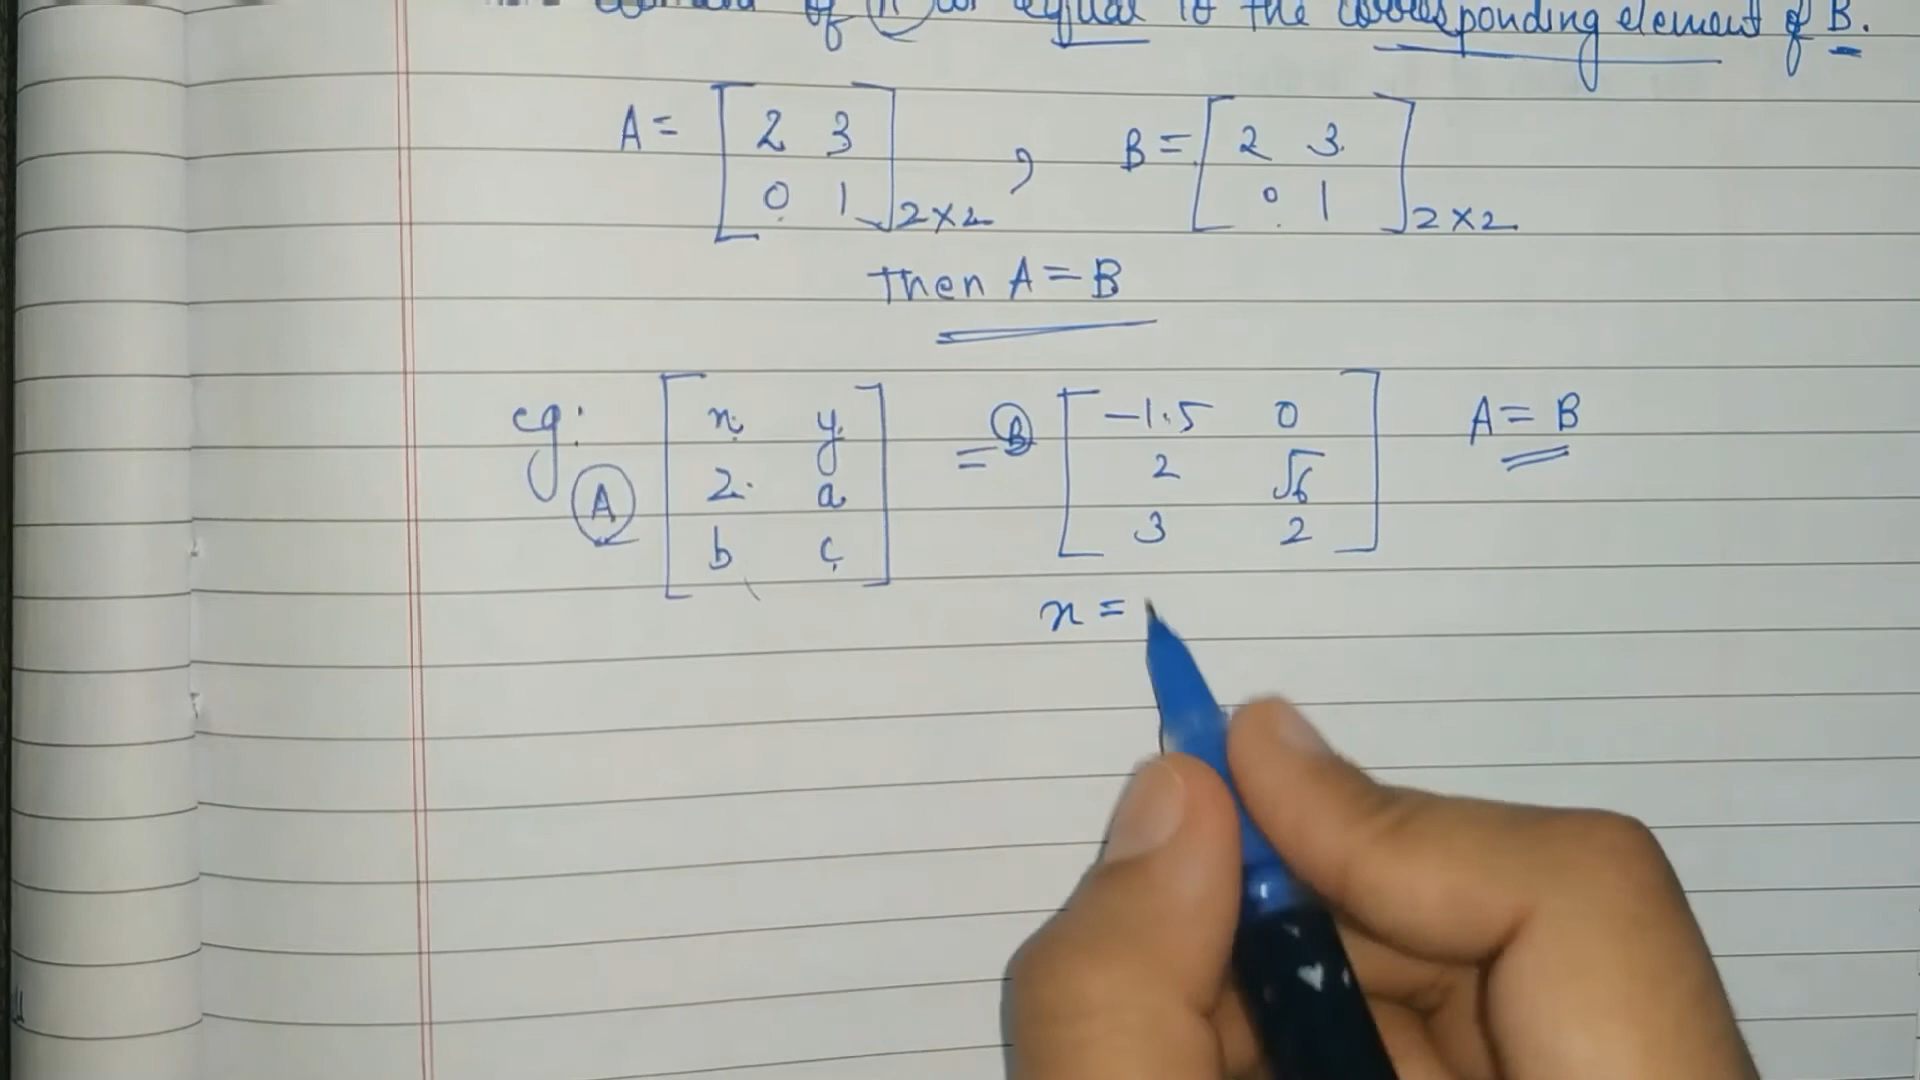 of A are equal to the corresponding element of B.
A = [ 2 3
0 1 ] 2×2 , B = [ 2 3
0 1 ] 2×2
Then A = B
eg: A [ x y
2 a
b c ] = B [ -1.5 0
2 √6
3 2 ] A = B
x =